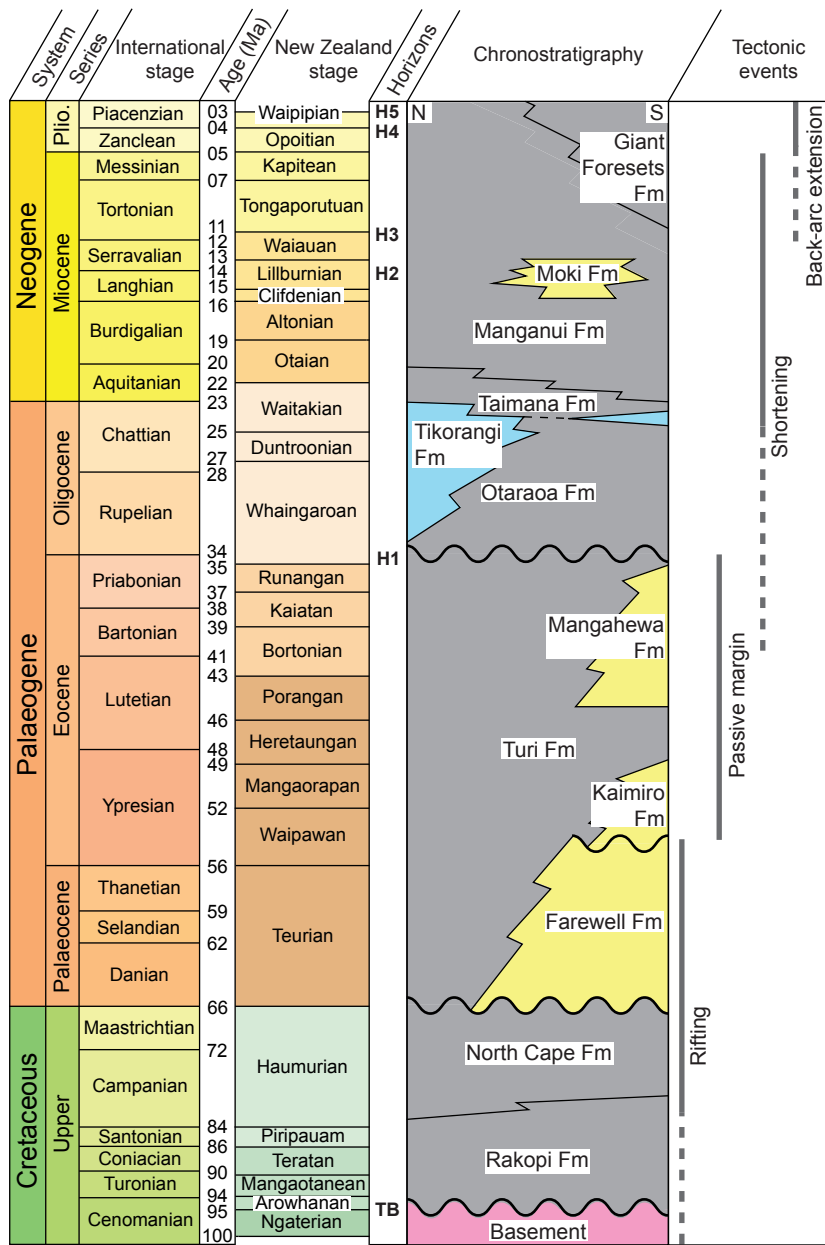 System
Series
International
stage
Age (Ma)
New Zealand
stage
Horizons
Chronostratigraphy
Tectonic
events
Neogene
Palaeogene
Cretaceous
Plio.
Miocene
Oligocene
Eocene
Palaeocene
Upper
Piacenzian
Zanclean
Messinian
Tortonian
Serravalian
Langhian
Burdigalian
Aquitanian
Chattian
Rupelian
Priabonian
Bartonian
Lutetian
Ypresian
Thanetian
Selandian
Danian
Maastrichtian
Campanian
Santonian
Coniacian
Turonian
Cenomanian
03
04
05
07
11
12
13
14
15
16
19
20
22
23
25
27
28
34
35
37
38
39
41
43
46
48
49
52
56
59
62
66
72
84
86
90
94
95
100
Waipipian
Opoitian
Kapitean
Tongaporutuan
Waiauan
Lillburnian
Clifdenian
Altonian
Otaian
Waitakian
Duntroonian
Whaingaroan
Runangan
Kaiatan
Bortonian
Porangan
Heretaungan
Mangaorapan
Waipawan
Teurian
Haumurian
Piripauam
Teratan
Mangaotanean
Arowhanan
Ngaterian
H5
H4
H3
H2
H1
TB
N
S
Giant
Foresets
Fm
Moki Fm
Manganui Fm
Taimana Fm
Tikorangi
Fm
Otaraoa Fm
Mangahewa
Fm
Turi Fm
Kaimiro
Fm
Farewell Fm
North Cape Fm
Rakopi Fm
Basement
Back-arc extension
Shortening
Passive margin
Rifting